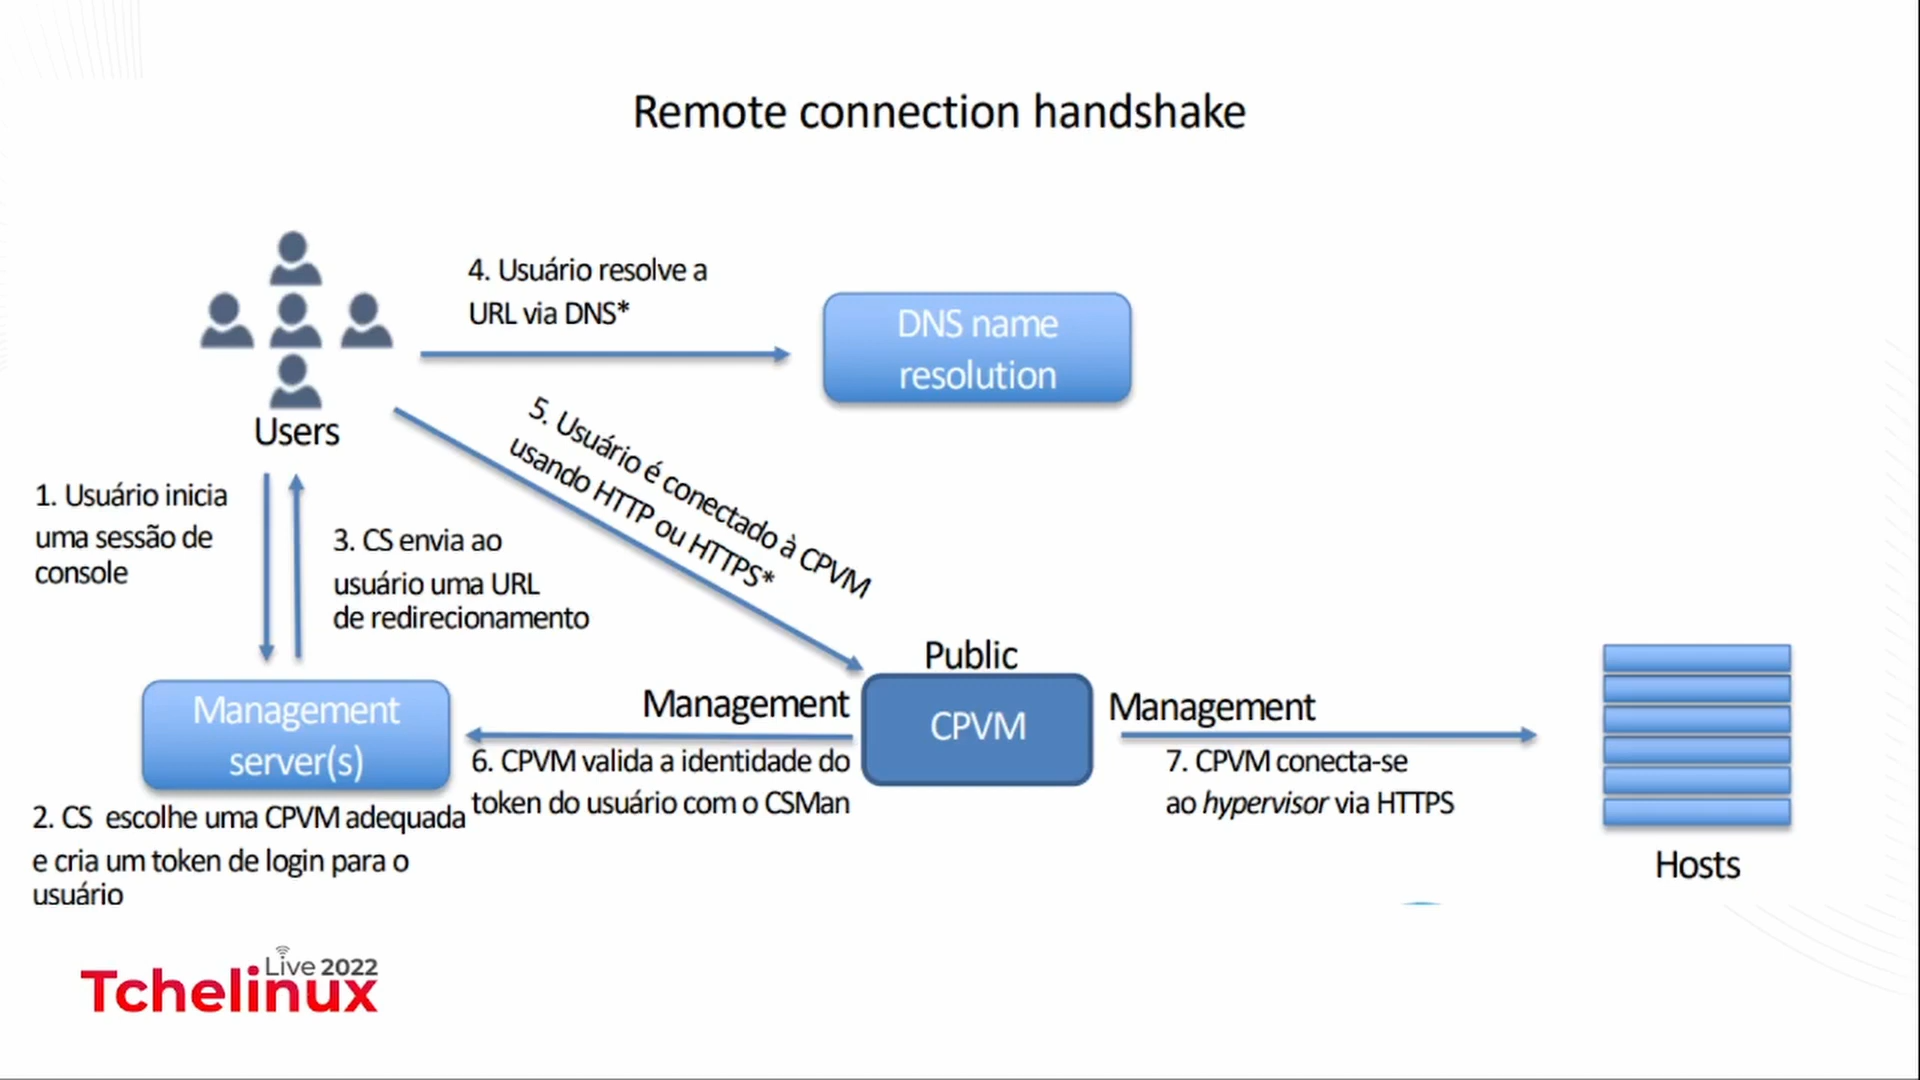 Remote connection handshake
4. Usuário resolve a
URL via DNS*
DNS name
resolution
Users
5. Usuário é conectado à CPVM
usando HTTP ou HTTPS*
1. Usuário inicia
uma sessão de
console
3. CS envia ao
usuário uma URL
de redirecionamento
Public
Management
server(s)
Management
CPVM
Management
6. CPVM valida a identidade do
token do usuário com o CSMan
7. CPVM conecta-se
ao hypervisor via HTTPS
2. CS escolhe uma CPVM adequada
e cria um token de login para o
usuário
Hosts
Live 2022
Tchelinux